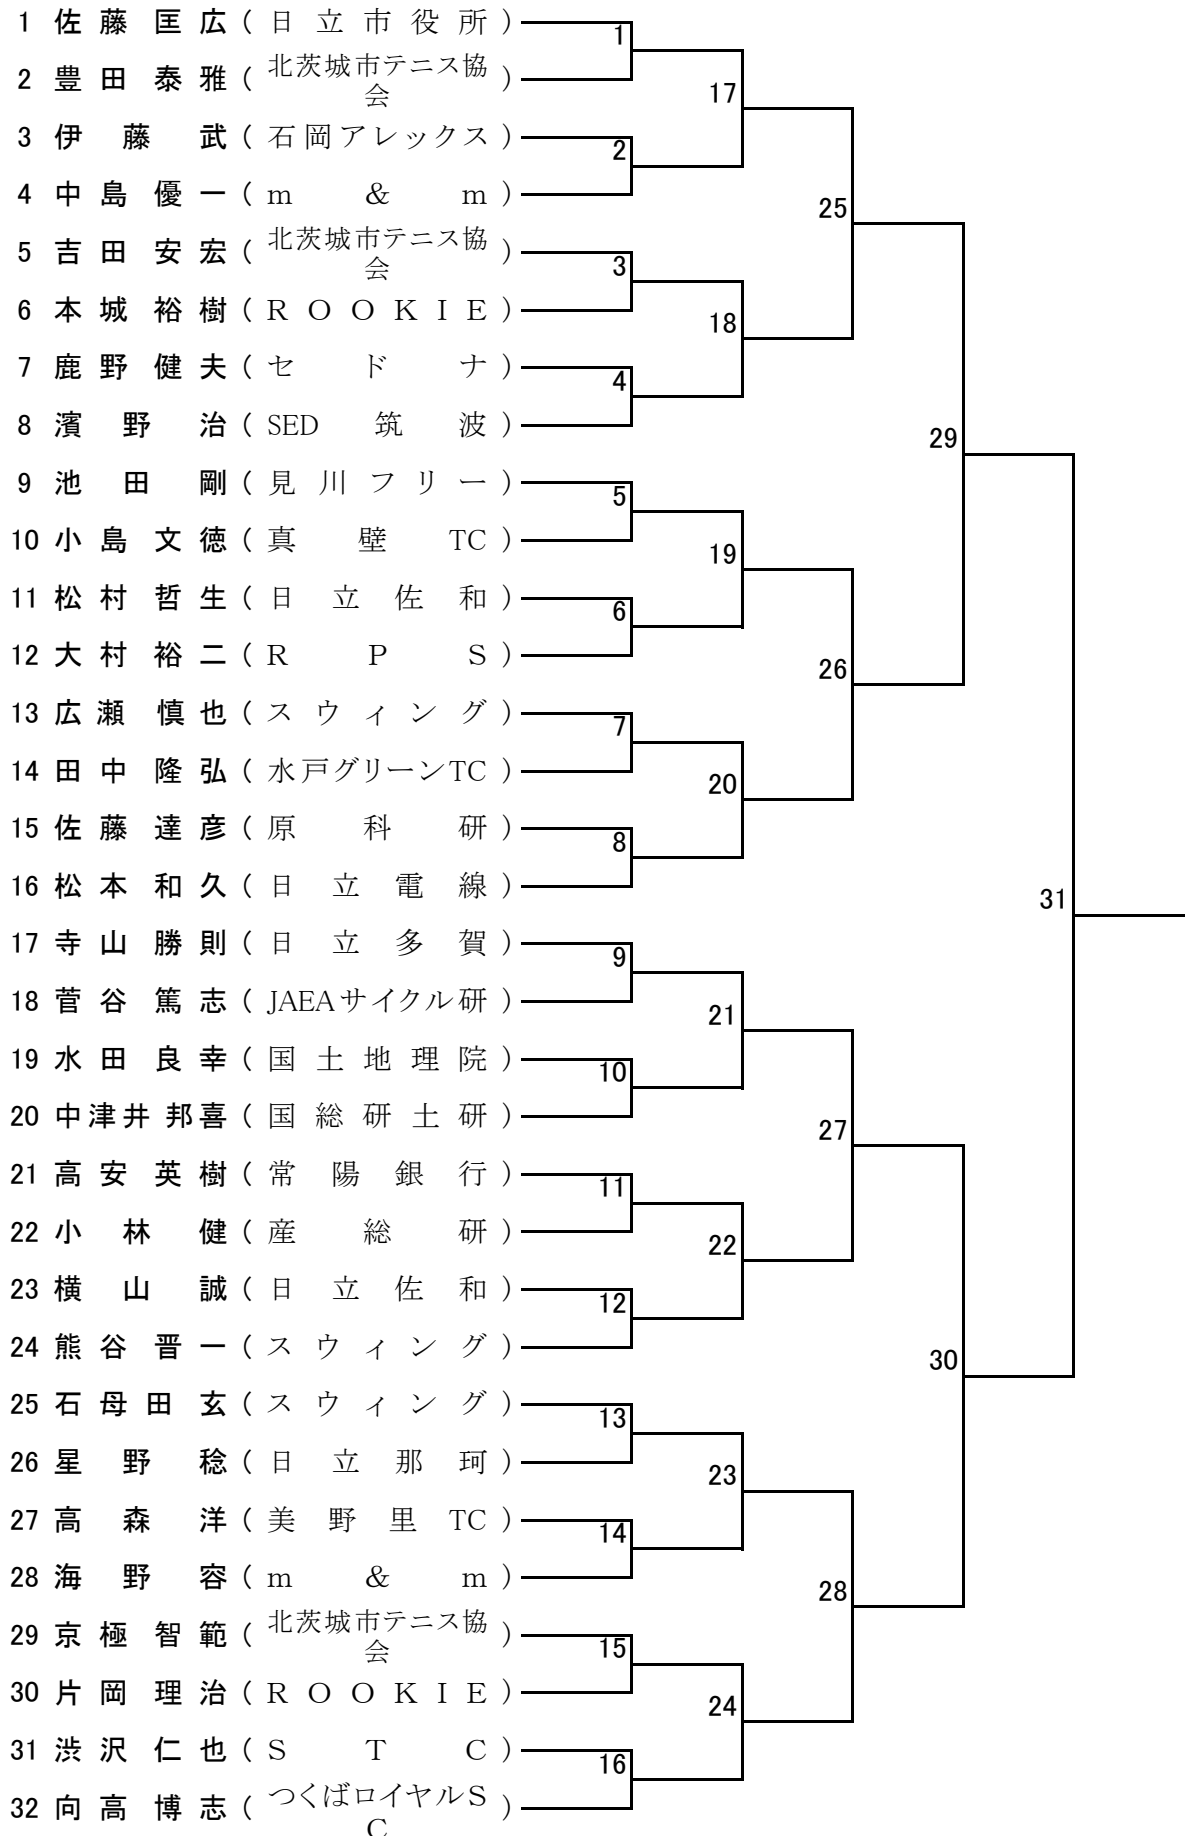 1 佐藤 匡広 ( 日立市役所 )
1
2 豊田 泰雅 ( 北茨城市テニス協会 )
17
3 伊藤 武 ( 石岡アレックス )
2
4 中島 優一 ( m & m )
25
5 吉田 安宏 ( 北茨城市テニス協会 )
3
6 本城 裕樹 ( ROOKIE )
18
7 鹿野 健夫 ( セドナ )
4
8 濱野 治 ( SED筑波 )
29
9 池田 剛 ( 見川フリー )
5
10 小島 文徳 ( 真壁TC )
19
11 松村 哲生 ( 日立佐和 )
6
12 大村 裕二 ( RPS )
26
13 広瀬 慎也 ( スウィング )
7
14 田中 隆弘 ( 水戸グリーンTC )
20
15 佐藤 達彦 ( 原科研 )
8
16 松本 和久 ( 日立電線 )
31
17 寺山 勝則 ( 日立多賀 )
9
18 菅谷 篤志 ( JAEAサイクル研 )
21
19 水田 良幸 ( 国土地理院 )
10
20 中津井 邦喜 ( 国総研土研 )
27
21 高安 英樹 ( 常陽銀行 )
11
22 小林 健 ( 産総研 )
22
23 横山 誠 ( 日立佐和 )
12
24 熊谷 晋一 ( スウィング )
30
25 石母田 玄 ( スウィング )
13
26 星野 稔 ( 日立那珂 )
23
27 高森 洋 ( 美野里TC )
14
28 海野 容 ( m & m )
28
29 京極 智範 ( 北茨城市テニス協会 )
15
30 片岡 理治 ( ROOKIE )
24
31 渋沢 仁也 ( STC )
16
32 向高 博志 ( つくばロイヤルSC )